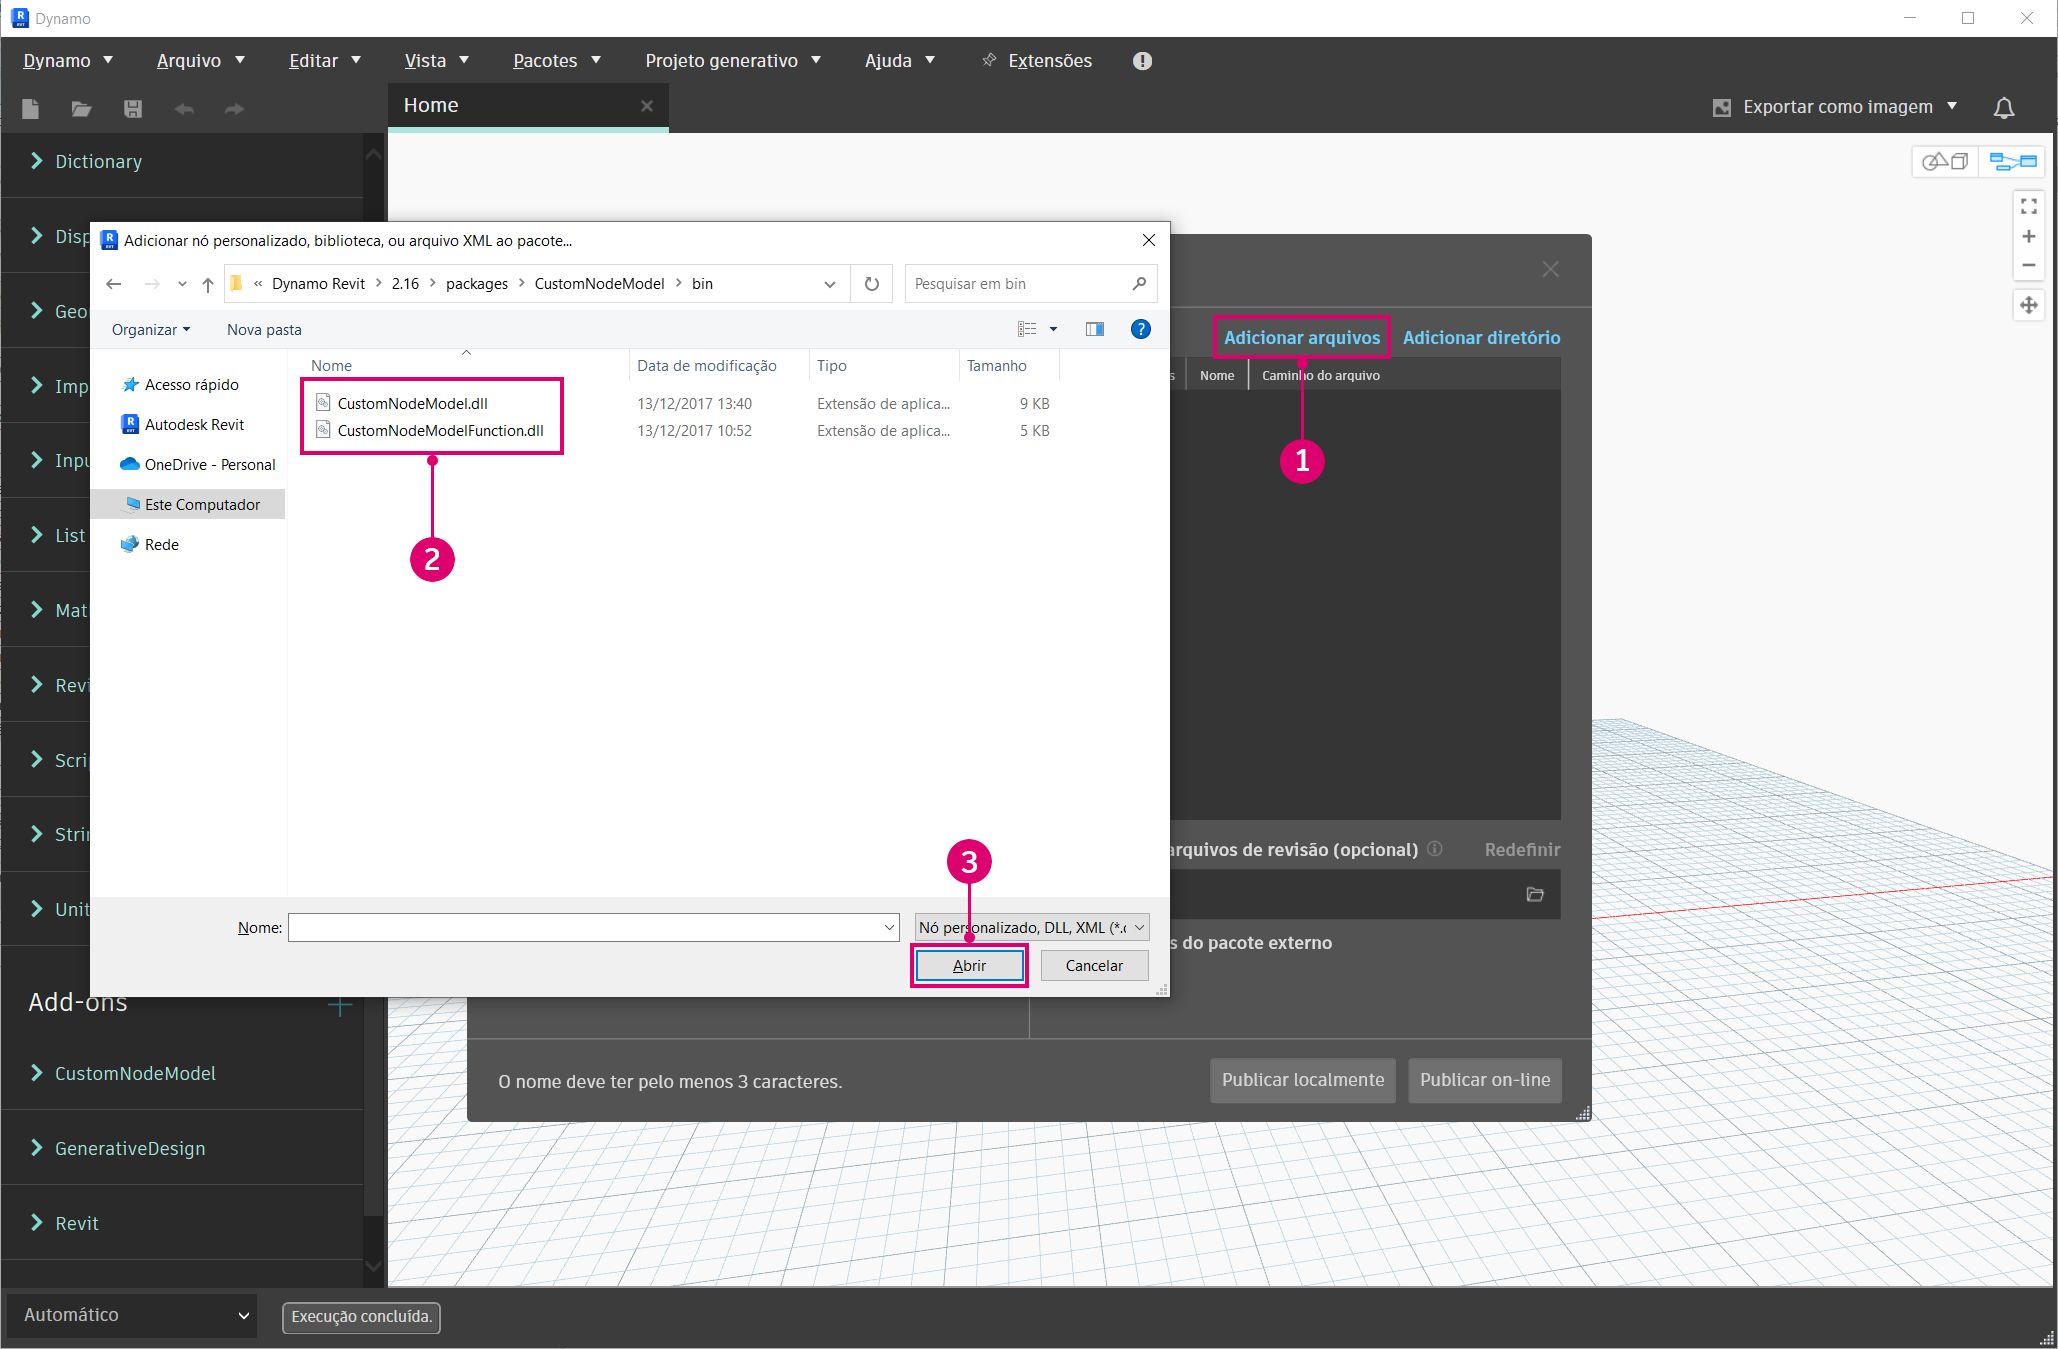 Dynamo
Dynamo Arquivo Editar Vista Pacotes Projeto generativo Ajuda Extensões
Home
Exportar como imagem
Dictionary
Disp
Geo
Imp
Inpu
List
Mat
Revi
Scri
Strin
Unit
Add-ons
CustomNodeModel
GenerativeDesign
Revit
Adicionar nó personalizado, biblioteca, ou arquivo XML ao pacote...
« Dynamo Revit > 2.16 > packages > CustomNodeModel > bin
Pesquisar em bin
Organizar Nova pasta
Acesso rápido
Autodesk Revit
OneDrive - Personal
Este Computador
Rede
Nome Data de modificação Tipo Tamanho
CustomNodeModel.dll 13/12/2017 13:40 Extensão de aplica... 9 KB
CustomNodeModelFunction.dll 13/12/2017 10:52 Extensão de aplica... 5 KB
2
3
Nome: Nó personalizado, DLL, XML (*.
Abrir Cancelar
Adicionar arquivos Adicionar diretório
s Nome Caminho do arquivo
1
arquivos de revisão (opcional) Redefinir
s do pacote externo
O nome deve ter pelo menos 3 caracteres.
Publicar localmente Publicar on-line
Automático Execução concluída.